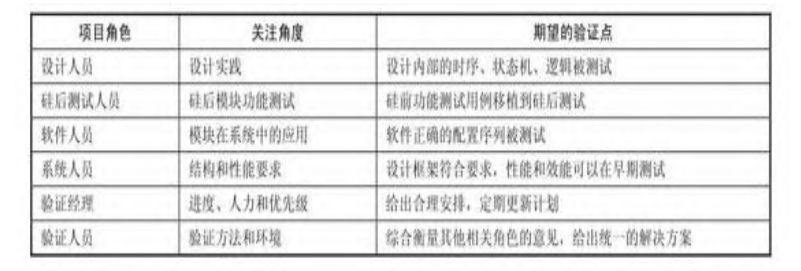 项目角色 关注角度 期望的验证点
设计人员 设计实践 设计内部的时序、状态机、逻辑被测试
硅后测试人员 硅后模块功能测试 硅前功能测试用例移植到硅后测试
软件人员 模块在系统中的应用 软件正确的配置序列被测试
系统人员 结构和性能要求 设计框架符合要求，性能和效能可以在早期测试
验证经理 进度、人力和优先级 给出合理安排，定期更新计划
验证人员 验证方法和环境 综合衡量其他相关角色的意见，给出统一的解决方案